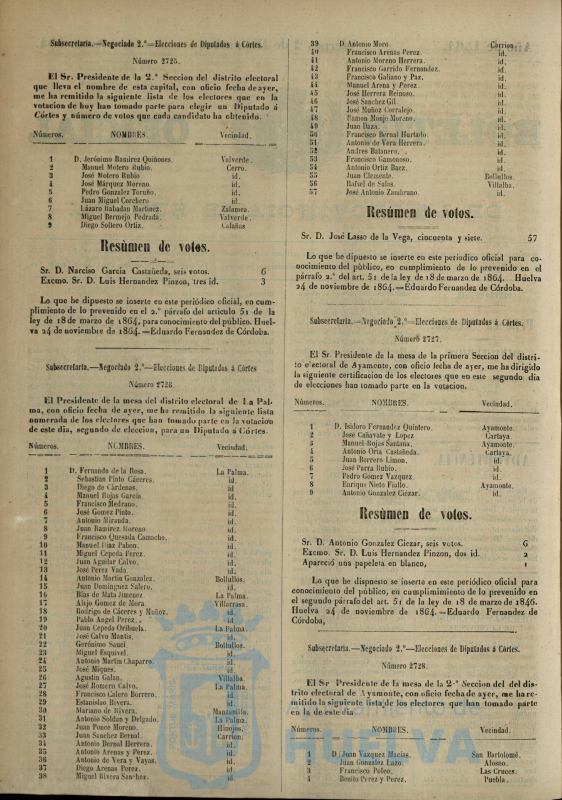 Subsecretaria.—Negociado 2.º—Elecciones de Diputados á Córtes.
Número 2725.
El Sr. Presidente de la 2.ª Seccion del distrito electoral
que lleva el nombre de esta capital, con oficio fecha de ayer,
me ha remitido la siguiente lista de los electores que en la
votacion de hoy han tomado parte para elegir un Diputado á
Córtes y número de votos que cada candidato ha obtenido.
Números. NOMBRES. Vecindad.
1 D. Jerónimo Ramirez Quiñones. Valverde.
2 Manuel Motero Rubio Cerro.
3 José Motero Rubio id.
4 José Márquez Moreno. id.
5 Pedro Gonzalez Toruño. id.
6 Juan Miguel Corchero id.
7 Lázaro Rabadan Martinez. Zalamea.
8 Miguel Bermejo Pedrada. Valverde.
9 Diego Soltero Ortiz. Calañas
Resúmen de votos.
Sr. D. Narciso Garcia Castañeda, seis votos. 6
Excmo. Sr. D. Luis Hernandez Pinzon, tres id. 3
Lo que he dipuesto se inserte en este periódico oficial, en cum-
plimiento de lo prevenido en el 2.º párrafo del articulo 51 de la
ley de 18 de marzo de 1864, para conocimiento del público. Huel-
va 24 de noviembre de 1864.—Eduardo Fernandez de Córdoba.
Subsecretaria.—Negociado 2.º—Elecciones de Diputados á Córtes
Número 2726.
El Presidente de la mesa del distrito electoral de La Pal-
ma, con oficio fecha de ayer, me ha remitido la siguiente lista
numerada de los electores que han tomado parte en la votacion
de este dia, segundo de eleccion, para un Diputado á Córtes.
Números. NOMBRES. Vecindad.
1 D. Fernando de la Rosa. La Palma.
2 Sebastian Pinto Cáceres. id.
3 Diego de Cárdenas. id.
4 Manuel Rojas Garcia. id.
5 Francisco Medrano. id.
6 José Gomez Pinto. id.
7 Antonio Miranda. id.
8 Juan Ramirez Moreno id.
9 Francisco Quesada Camacho. id.
10 Manuel Diaz Pabon. id.
11 Miguel Cepeda Perez. id.
12 Juan Aguilar Calvo. id.
13 José Perez Vado. id.
14 Antonio Martin Gonzalez. Bollullos.
15 Juan Dominguez Salero. id.
16 Blas de Mata Jimenez. La Palma.
17 Alejo Gomez de Mora. Villarrasa.
18 Rodrigo de Cáceres y Muñoz. id.
19 Pablo Angel Perez. id.
20 Juan Cepeda Orihuela. La Palma.
21 José Calvo Mantis. id.
22 Gerónimo Sauci Bollullos.
23 Miguel Esquivel. id.
24 Antonio Martin Chaparro. id.
25 José Miques. id.
26 Agustin Galan. Villalba.
27 José Romero Calvo. La Palma.
28 Francisco Calero Borrero. id.
29 Estanislao Rivera. id.
30 Mariano de Rivera. Manzanilla.
31 Antonio Soldan y Delgado. La Palma.
32 Juan Ponce Moreno. Hinojos.
33 Juan Sanchez Bernal. Carrion.
34 Antonio Bernal Herrera. id.
35 Antonio Arenas y Perez. id.
36 Antonio de Vera y Vayas. id.
37 Diego Arenas Perez. id.
38 Miguel Rivera Sanchez. id.
39 D. Antonio Moro. Carrion.
40 Francisco Arenas Perez. id.
41 Antonio Moreno Herrera. id.
42 Francisco Garrido Fernandez. id.
43 Francisco Galiano y Paz. id.
44 Manuel Arena y Perez. id.
45 José Herrera Reinoso. id.
46 José Sanchez Gil. id.
47 José Muñoz Corralejo. id.
48 Ramon Monje Moreno. id.
49 Juan Daza. id.
50 Francisco Bernal Hurtado. id.
51 Antonio de Vera Herrera. id.
52 Andres Batanero. id.
53 Francisco Gamonoso. id.
54 Antonio Ortiz Baez. id.
55 Juan Clemente. Bollullos.
56 Rafael de Salas. Villalba.
57 José Antonio Zambrano. id.
Resúmen de votos.
Sr. D. José Lasso de la Vega, cincuenta y siete. 57
Lo que he dipuesto se inserte en este periódico oficial para co-
nocimiento del público, en cumplimiento de lo prevenido en el
párrafo 2.º del art. 51 de la ley de 18 de marzo de 1864. Huelva
24 de noviembre de 1864.—Eduardo Fernandez de Córdoba.
Subsecretaria.—Negociado 2.º—Elecciones de Diputados á Córtes.
Número 2727.
El Sr. Presidente de la mesa de la primera Seccion del distri-
to electoral de Ayamonte, con oficio fecha de ayer, me ha dirigido
la siguiente certificacion de los electores que este segundo dia
de elecciones han tomado parte en la votacion.
Números. NOMBRES. Vecindad.
1 D. Isidoro Fernandez Quintero. Ayamonte.
2 José Cañavate y Lopez Cartaya.
3 Manuel Rojas Santana. Ayamonte.
4 Antonio Oria Castañeda. Cartaya.
5 Juan Borrero Limon. id.
6 José Parra Rubio. id.
7 Pedro Gomez Vazquez. id.
8 Enrique Nieto Fiallo. Ayamonte.
9 Antonio Gonzalez Ciézar. id.
Resúmen de votos.
Sr. D. Antonio Gonzalez Ciezar, seis votos. 6
Excmo. Sr. D. Luis Hernandez Pinzon, dos id. 2
Apareció una papeleta en blanco, 1
Lo que he dispuesto se inserte en este periódico oficial para
conocimiento del público, en cumplimiento de lo prevenido en
el segundo párrafo del art. 51 de la ley de 18 de marzo de 1846.
Huelva 24 de noviembre de 1864.—Eduardo Fernandez de
Córdoba,
Subsecretaria.—Negociado 2.º—Elecciones de Diputados á Córtes.
Número 2728.
El Sr Presidente de la mesa de la 2.ª Seccion del del dis-
trito electoral de Ayamonte, con oficio fecha de ayer, me ha re-
mitido la siguiente lista de los electores que han tomado parte
en la de este dia
Números. NOMBRES. Vecindad.
1 D Juan Vazquez Macias. San Bartolomé.
2 Juan Gonzalez Lazo. Alosno.
3 Francisco Polco. Las Cruces.
4 Benito Perez y Perez. Puebla.
HUELVA